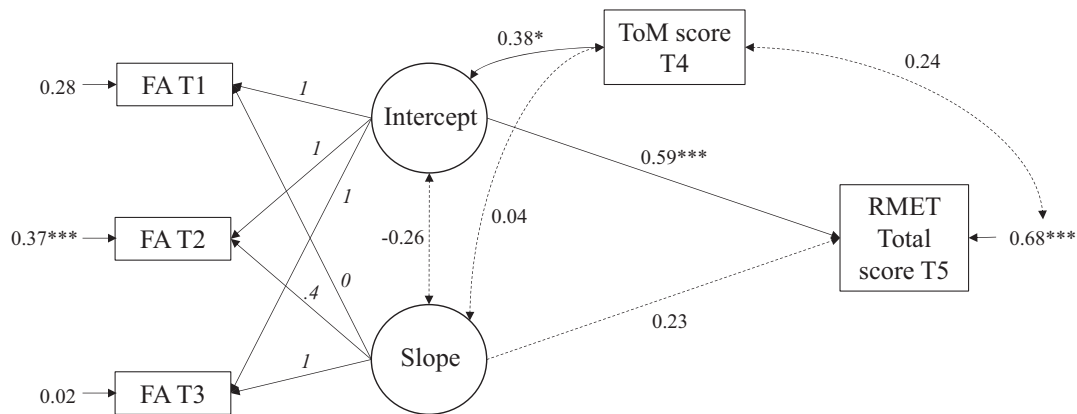 0.38*
ToM score
T4
0.24
0.28
FA T1
1
Intercept
1
0.59***
1
RMET
Total
score T5
0.04
0.37***
FA T2
-0.26
0.68***
0
.4
0.23
1
Slope
0.02
FA T3